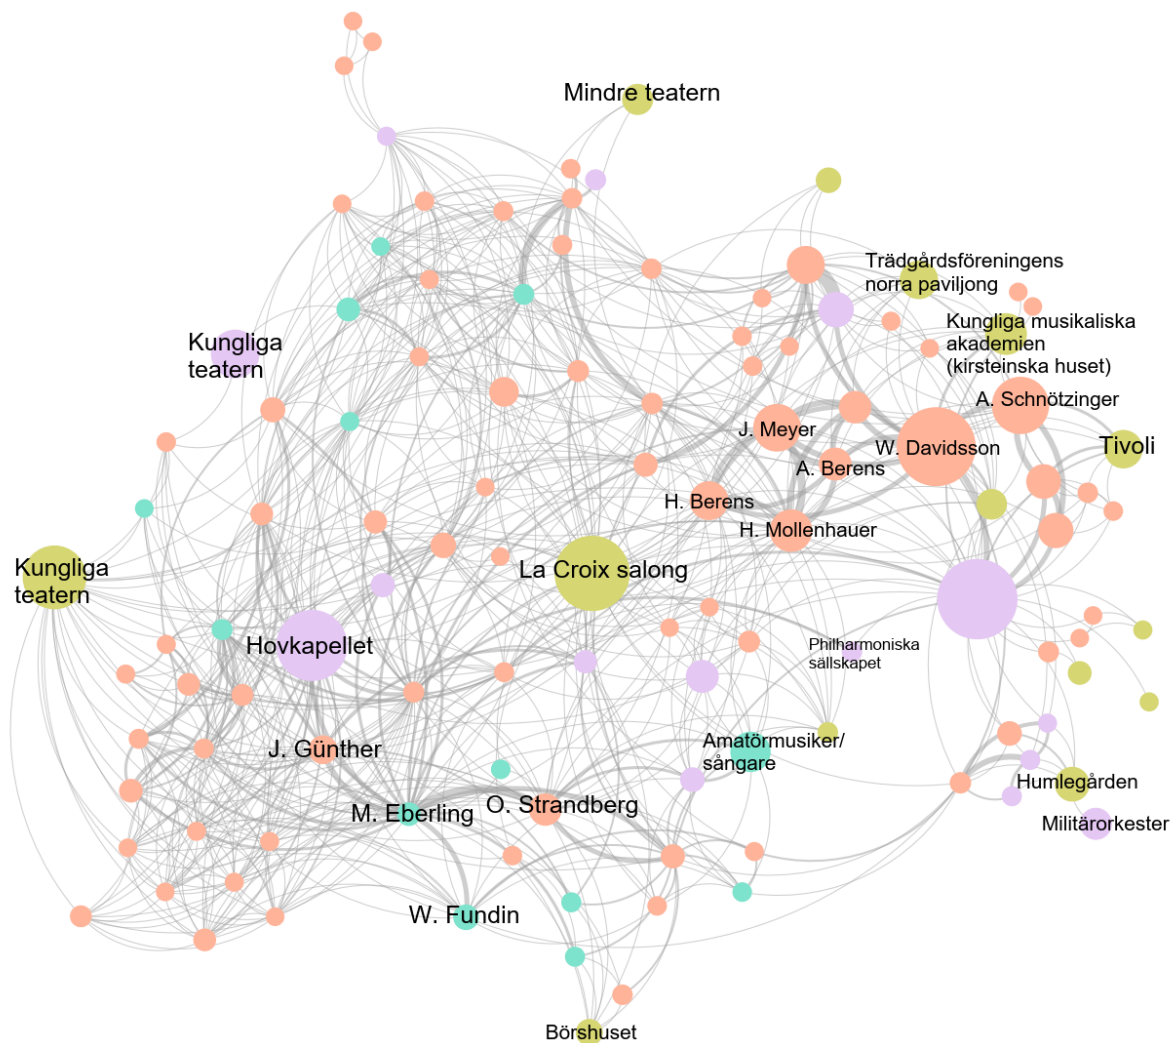 Mindre teatern
Trädgårdsföreningens
norra paviljong
Kungliga musikaliska
akademien
(kirsteinska huset)
Kungliga
teatern
A. Schnötzinger
J. Meyer
W. Davidsson
Tivoli
A. Berens
H. Berens
H. Mollenhauer
La Croix salong
Kungliga
teatern
Hovkapellet
Philharmoniska
sällskapet
J. Günther
Amatörmusiker/
sångare
Humlegården
M. Eberling
O. Strandberg
Militärorkester
W. Fundin
Börshuset